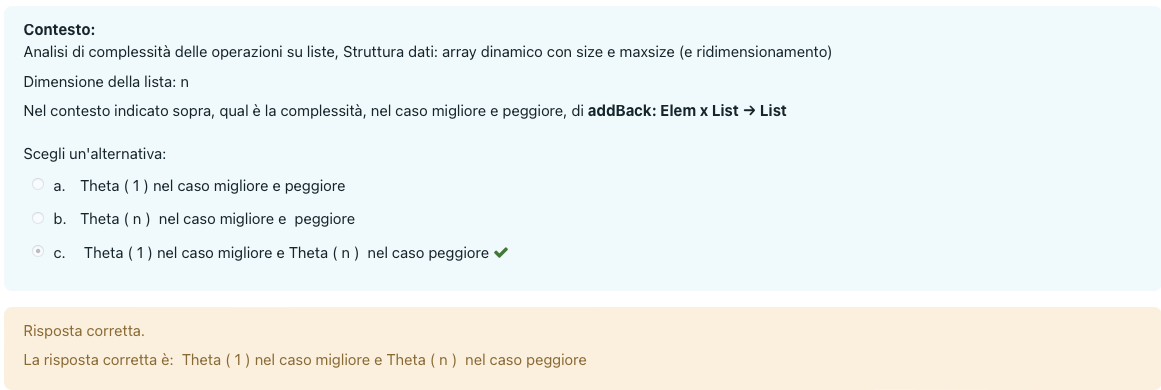 Contesto:
Analisi di complessità delle operazioni su liste, Struttura dati: array dinamico con size e maxsize (e ridimensionamento)
Dimensione della lista: n
Nel contesto indicato sopra, qual è la complessità, nel caso migliore e peggiore, di addBack: Elem x List → List
Scegli un'alternativa:
a. Theta ( 1 ) nel caso migliore e peggiore
b. Theta ( n ) nel caso migliore e peggiore
c. Theta ( 1 ) nel caso migliore e Theta ( n ) nel caso peggiore
Risposta corretta.
La risposta corretta è: Theta ( 1 ) nel caso migliore e Theta ( n ) nel caso peggiore